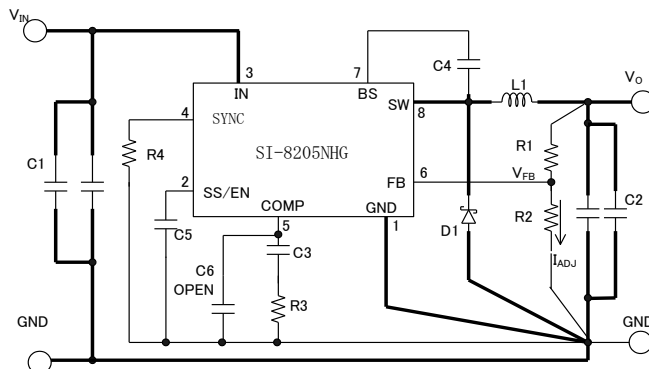 VIN
C4
VO
3
7
L1
IN
BS
SW
8
4
SYNC
C1
R4
SI-8205NHG
R1
6
VFB
FB
2
SS/EN
C2
COMP
GND
R2
5
1
D1
C5
C3
IADJ
C6
OPEN
R3
GND
GND